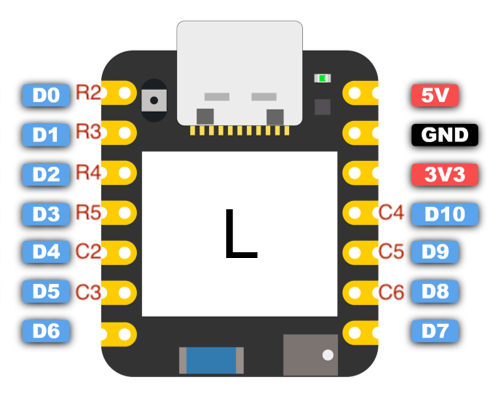 D0 R2 5V
D1 R3 GND
D2 R4 3V3
D3 R5 C4 D10
L
D4 C2 C5 D9
D5 C3 C6 D8
D6 D7